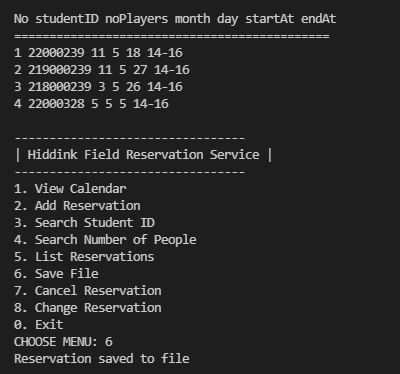 No studentID noPlayers month day startAt endAt
=============================================
1 22000239 11 5 18 14-16
2 219000239 11 5 27 14-16
3 218000239 3 5 26 14-16
4 22000328 5 5 5 14-16
---------------------------------
| Hiddink Field Reservation Service |
---------------------------------
1. View Calendar
2. Add Reservation
3. Search Student ID
4. Search Number of People
5. List Reservations
6. Save File
7. Cancel Reservation
8. Change Reservation
0. Exit
CHOOSE MENU: 6
Reservation saved to file